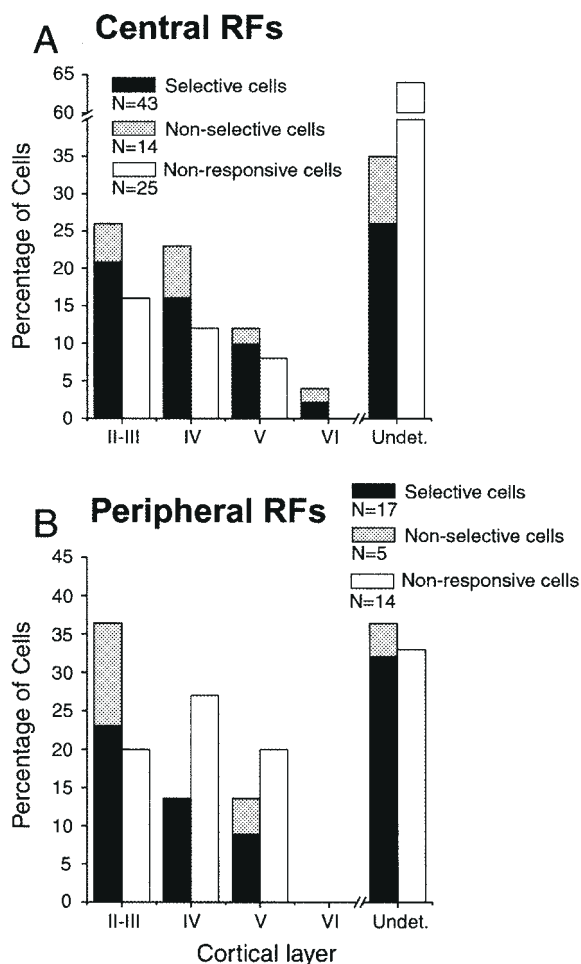 A Central RFs
65
60
35
30
25
20
15
10
5
0
Percentage of Cells
Selective cells
N=43
Non-selective cells
N=14
Non-responsive cells
N=25
II-III IV V VI Undet.
B Peripheral RFs
Selective cells
N=17
Non-selective cells
N=5
Non-responsive cells
N=14
45
40
35
30
25
20
15
10
5
0
Percentage of Cells
II-III IV V VI Undet.
Cortical layer